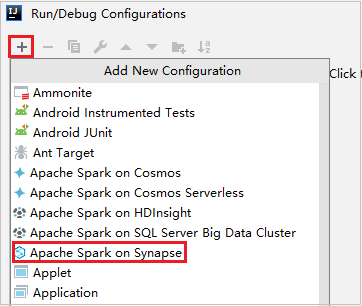 IJ Run/Debug Configurations
Add New Configuration
Click t
Ammonite
Android Instrumented Tests
Android JUnit
Ant Target
Apache Spark on Cosmos
Apache Spark on Cosmos Serverless
Apache Spark on HDInsight
Apache Spark on SQL Server Big Data Cluster
Apache Spark on Synapse
Applet
Application